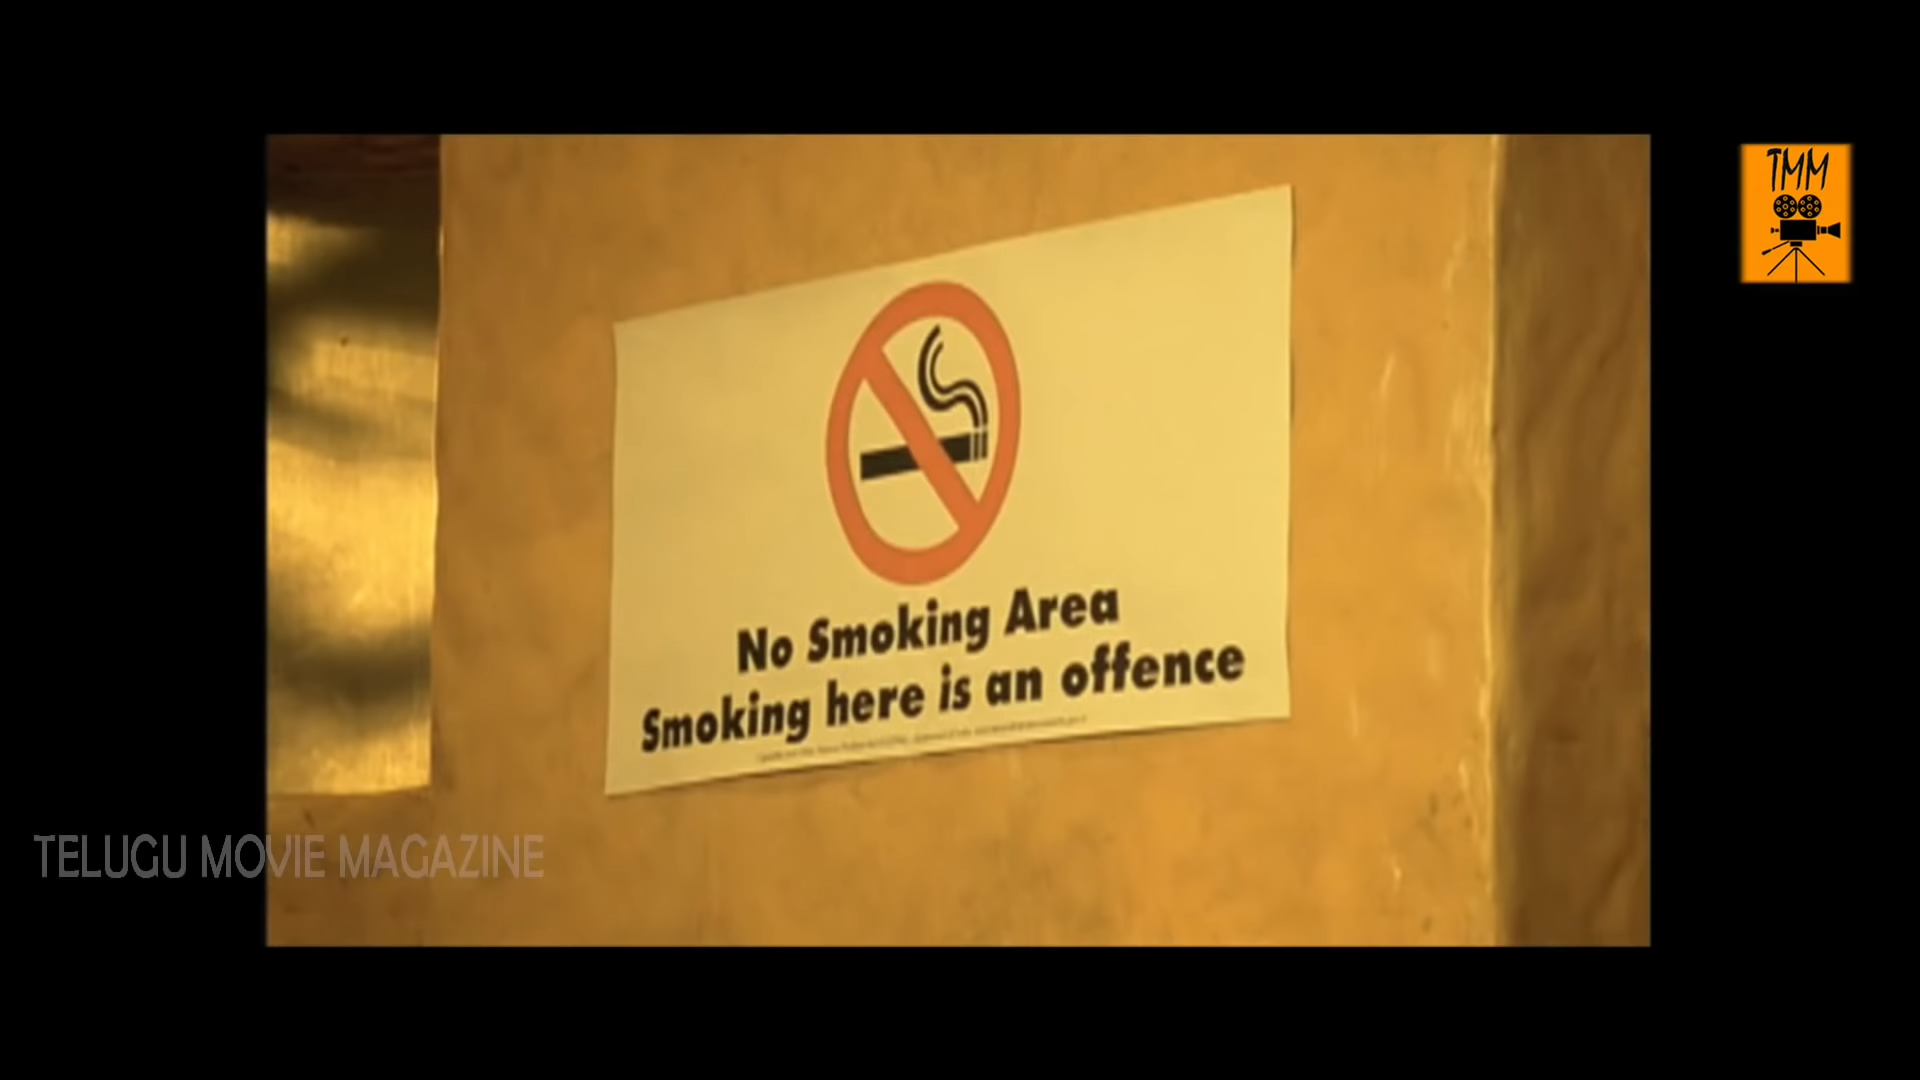 TMM
No Smoking Area
Smoking here is an offence
TELUGU MOVIE MAGAZINE